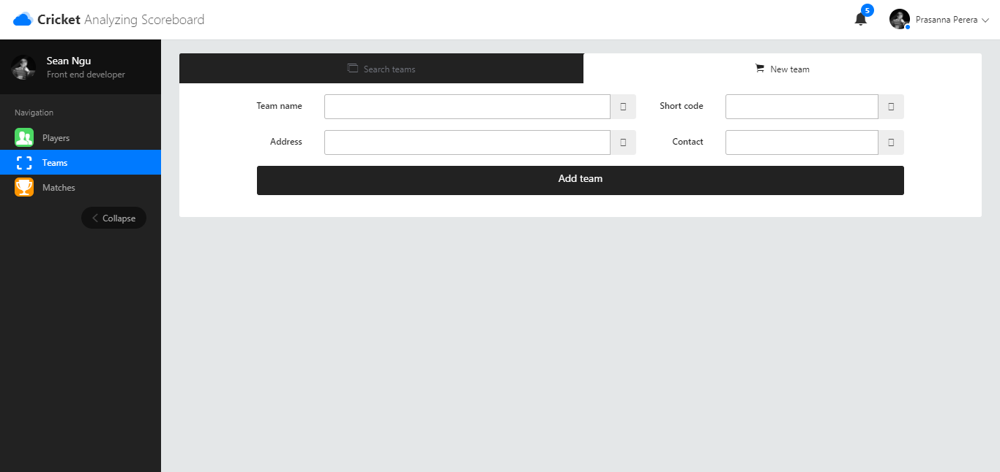 Cricket Analyzing Scoreboard
5
Prasanna Perera
Sean Ngu
Front end developer
Navigation
Players
Teams
Matches
Collapse
Search teams
New team
Team name
Short code
Address
Contact
Add team